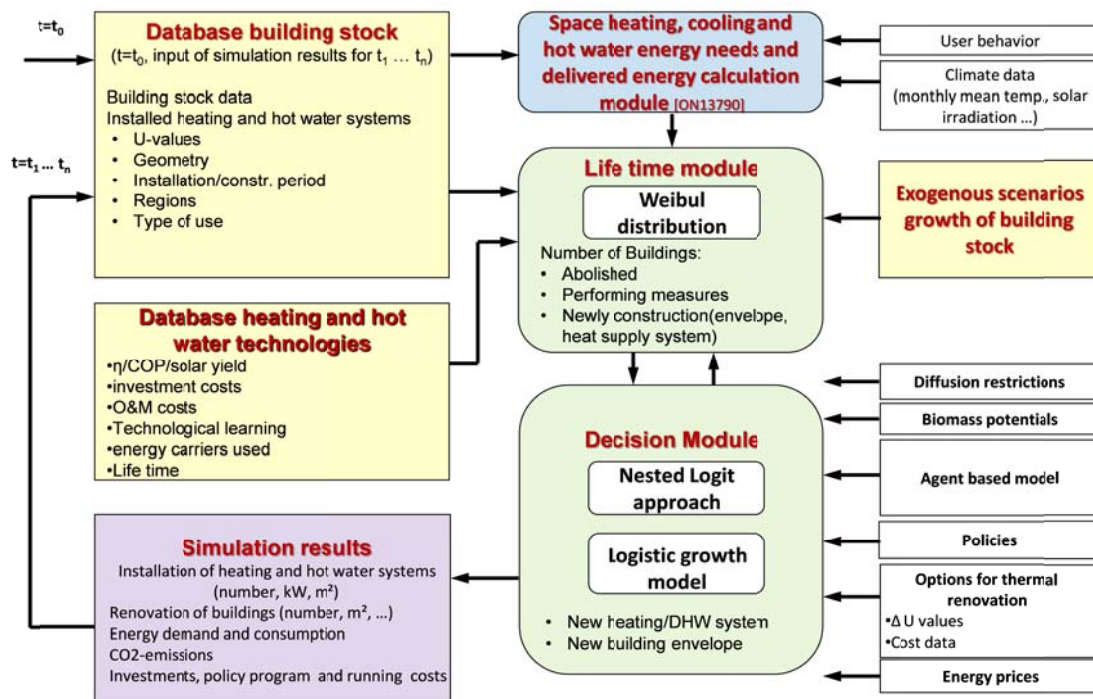 t=t0
Database building stock
(t=t0, input of simulation results for t1 ... tn)
Building stock data
Installed heating and hot water systems
• U-values
• Geometry
• Installation/constr. period
• Regions
• Type of use
t=t1 ... tn
Database heating and hot
water technologies
•η/COP/solar yield
•investment costs
•O&M costs
•Technological learning
•energy carriers used
•Life time
Simulation results
Installation of heating and hot water systems
(number, kW, m²)
Renovation of buildings (number, m², ...)
Energy demand and consumption
CO2-emissions
Investments, policy program and running costs
Space heating, cooling and
hot water energy needs and
delivered energy calculation
module [ON13790]
Life time module
Weibul
distribution
Number of Buildings:
• Abolished
• Performing measures
• Newly construction(envelope,
heat supply system)
Decision Module
Nested Logit
approach
Logistic growth
model
• New heating/DHW system
• New building envelope
User behavior
Climate data
(monthly mean temp., solar
irradiation ...)
Exogenous scenarios
growth of building
stock
Diffusion restrictions
Biomass potentials
Agent based model
Policies
Options for thermal
renovation
•Δ U values
•Cost data
Energy prices